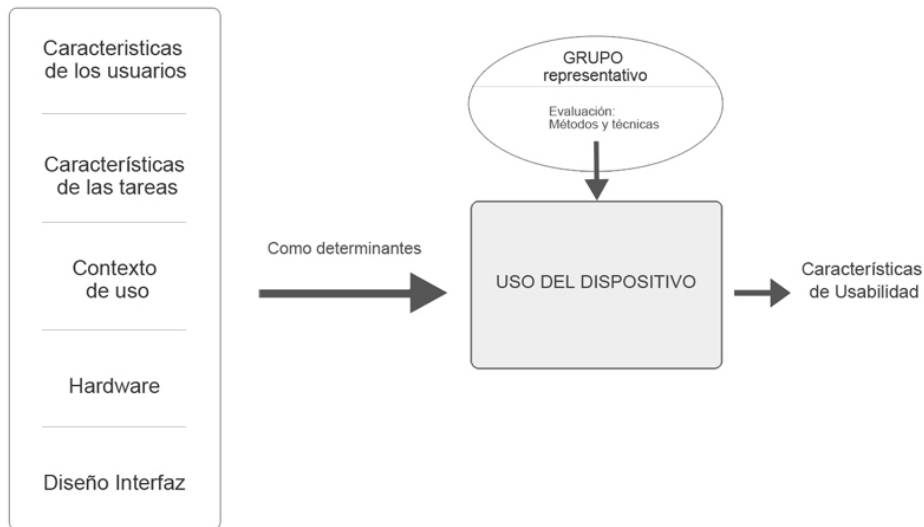 Caracteristicas
de los usuarios
Características
de las tareas
Contexto
de uso
Hardware
Diseño Interfaz
Como determinantes
GRUPO
representativo
Evaluación:
Métodos y técnicas
USO DEL DISPOSITIVO
Características
de Usabilidad